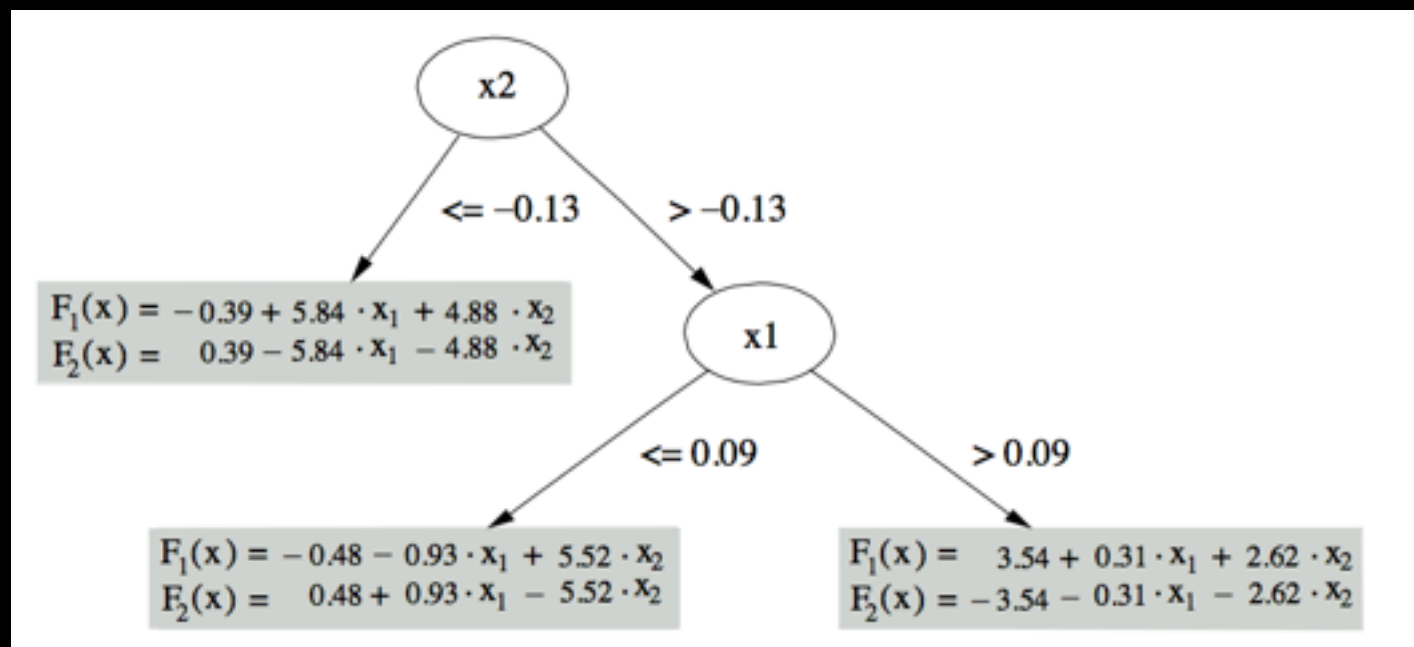 x2
<= −0.13
> −0.13
F₁(x) = − 0.39 + 5.84 · x₁ + 4.88 · x₂
F₂(x) = 0.39 − 5.84 · x₁ − 4.88 · x₂
x1
<= 0.09
> 0.09
F₁(x) = − 0.48 − 0.93 · x₁ + 5.52 · x₂
F₂(x) = 0.48 + 0.93 · x₁ − 5.52 · x₂
F₁(x) = 3.54 + 0.31 · x₁ + 2.62 · x₂
F₂(x) = − 3.54 − 0.31 · x₁ − 2.62 · x₂